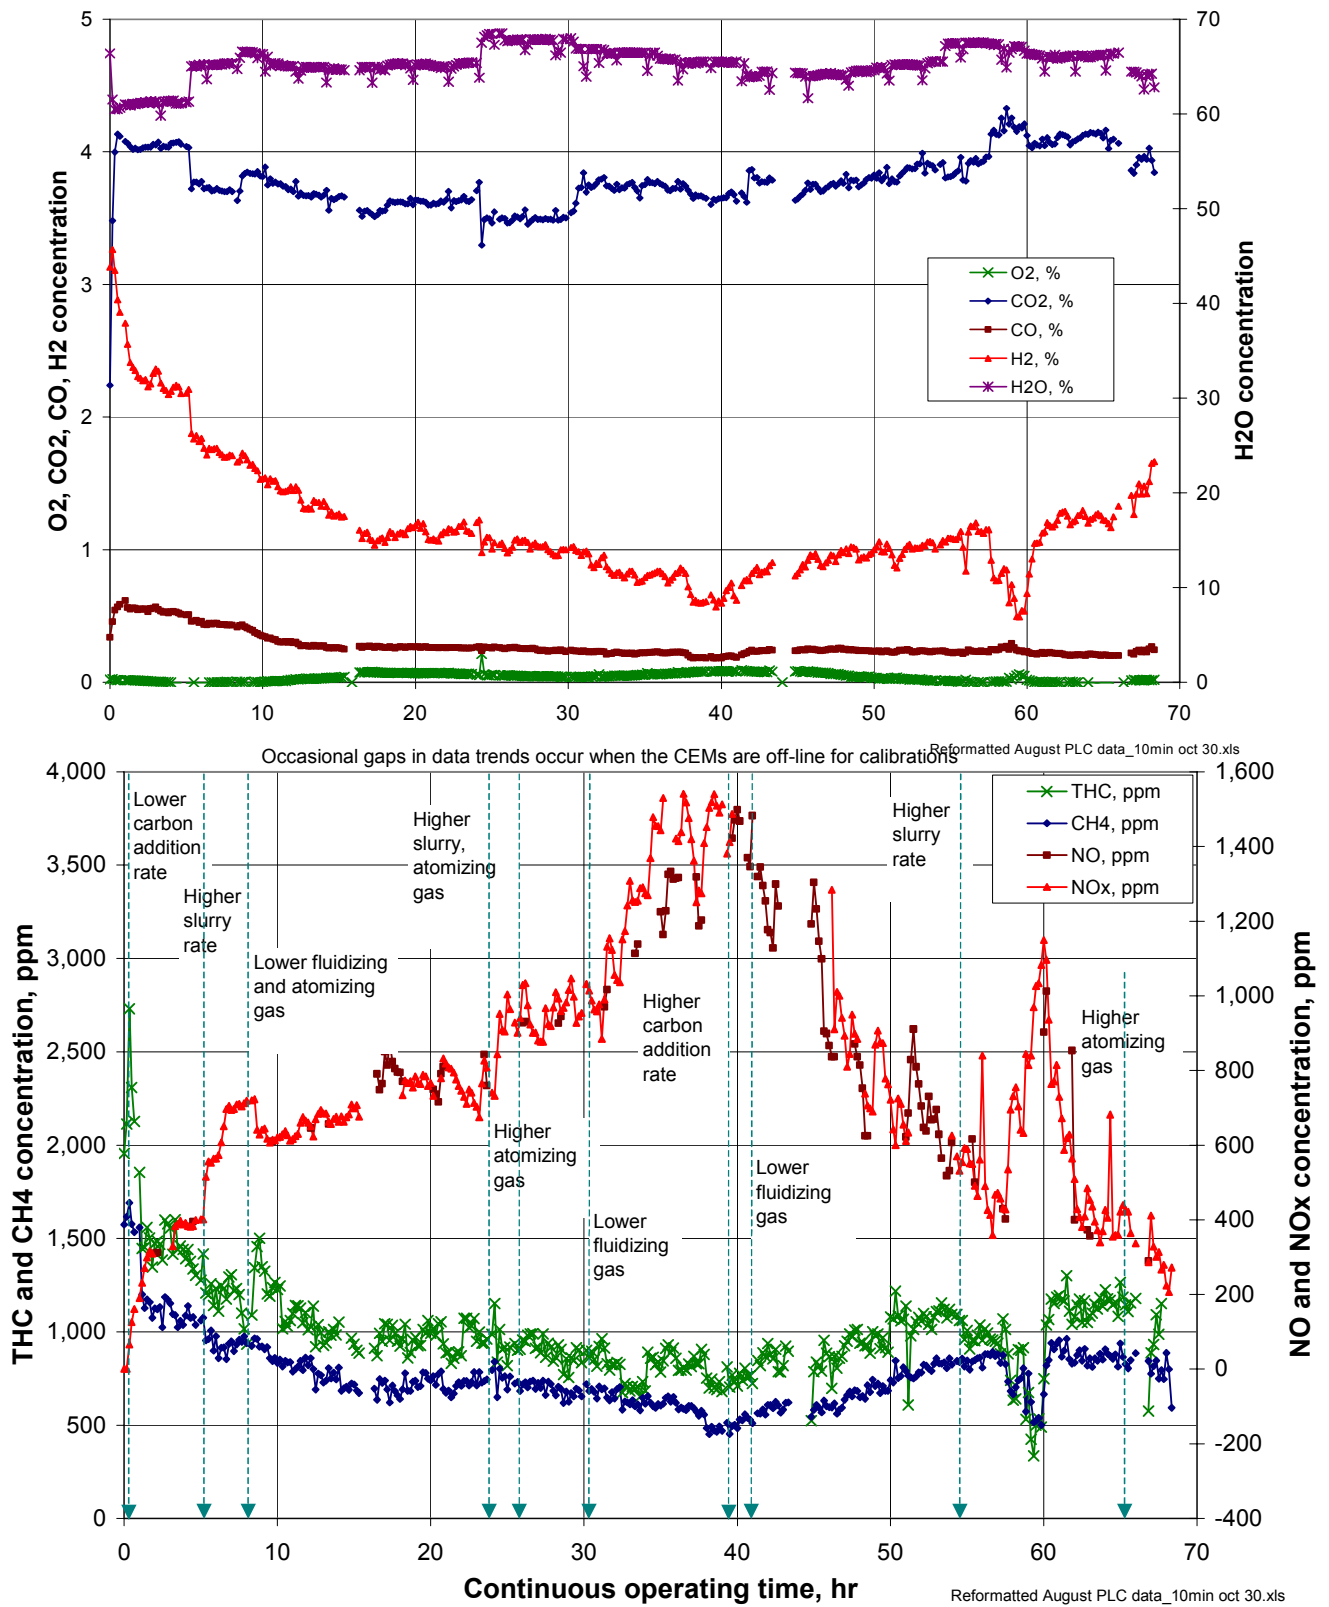 5
4
3
2
1
0
O2, CO2, CO, H2 concentration
70
60
50
40
30
20
10
0
H2O concentration
O2, %
CO2, %
CO, %
H2, %
H2O, %
0 10 20 30 40 50 60 70
Reformatted August PLC data_10min oct 30.xls
Occasional gaps in data trends occur when the CEMs are off-line for calibrations
4,000
3,500
3,000
2,500
2,000
1,500
1,000
500
0
THC and CH4 concentration, ppm
1,600
1,400
1,200
1,000
800
600
400
200
0
-200
-400
NO and NOx concentration, ppm
THC, ppm
CH4, ppm
NO, ppm
NOx, ppm
Lower
carbon
addition
rate
Higher
slurry
rate
Lower fluidizing
and atomizing
gas
Higher
slurry,
atomizing
gas
Higher
atomizing
gas
Lower
fluidizing
gas
Higher
carbon
addition
rate
Lower
fluidizing
gas
Higher
slurry
rate
Higher
atomizing
gas
0 10 20 30 40 50 60 70
Continuous operating time, hr
Reformatted August PLC data_10min oct 30.xls